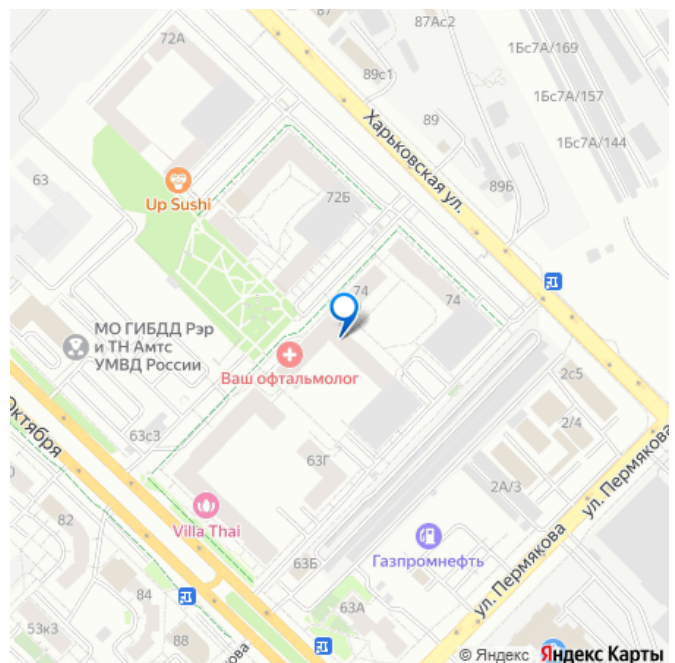 87
87Ас2
72А
1Бс7А/169
89с1
1Бс7А/157
Харьковская ул.
89
1Бс7А/144
63
89Б
Up Sushi
72Б
74
74
МО ГИБДД Рэр
и ТН Амтс
УМВД России
Ваш офтальмолог
2с5
Октября
63с3
2/4
63Г
ул. Пермякова
2А/3
82
Villa Thai
Газпромнефть
63Б
ул. Пермякова
84
63А
53к3
88
© Яндекс Яндекс Карты